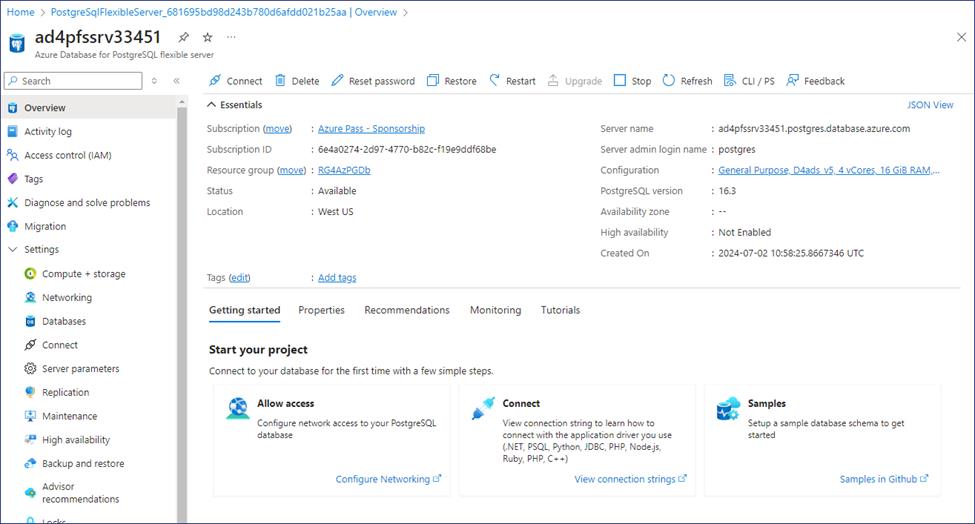 Home > PostgreSqlFlexibleServer_681695bd98d243b780d6afdd021b25aa | Overview >
ad4pfssrv33451
Azure Database for PostgreSQL flexible server
Search
Connect Delete Reset password Restore Restart Upgrade Stop Refresh CLI / PS Feedback
Overview
Activity log
Access control (IAM)
Tags
Diagnose and solve problems
Migration
Settings
Compute + storage
Networking
Databases
Connect
Server parameters
Replication
Maintenance
High availability
Backup and restore
Advisor
recommendations
Locks
Essentials
JSON View
Subscription (move) : Azure Pass - Sponsorship
Subscription ID : 6e4a0274-2d97-4770-b82c-f19e9ddf68be
Resource group (move) : RG4AzPGDb
Status : Available
Location : West US
Server name : ad4pfssrv33451.postgres.database.azure.com
Server admin login name : postgres
Configuration : General Purpose, D4ads_v5, 4 vCores, 16 GiB RAM,...
PostgreSQL version : 16.3
Availability zone : --
High availability : Not Enabled
Created On : 2024-07-02 10:58:25.8667346 UTC
Tags (edit) : Add tags
Getting started Properties Recommendations Monitoring Tutorials
Start your project
Connect to your database for the first time with a few simple steps.
Allow access
Configure network access to your PostgreSQL
database
Configure Networking
Connect
View connection string to learn how to
connect with the application driver you use
(.NET, PSQL, Python, JDBC, PHP, Node.js,
Ruby, PHP, C++)
View connection strings
Samples
Setup a sample database schema to get
started
Samples in Github